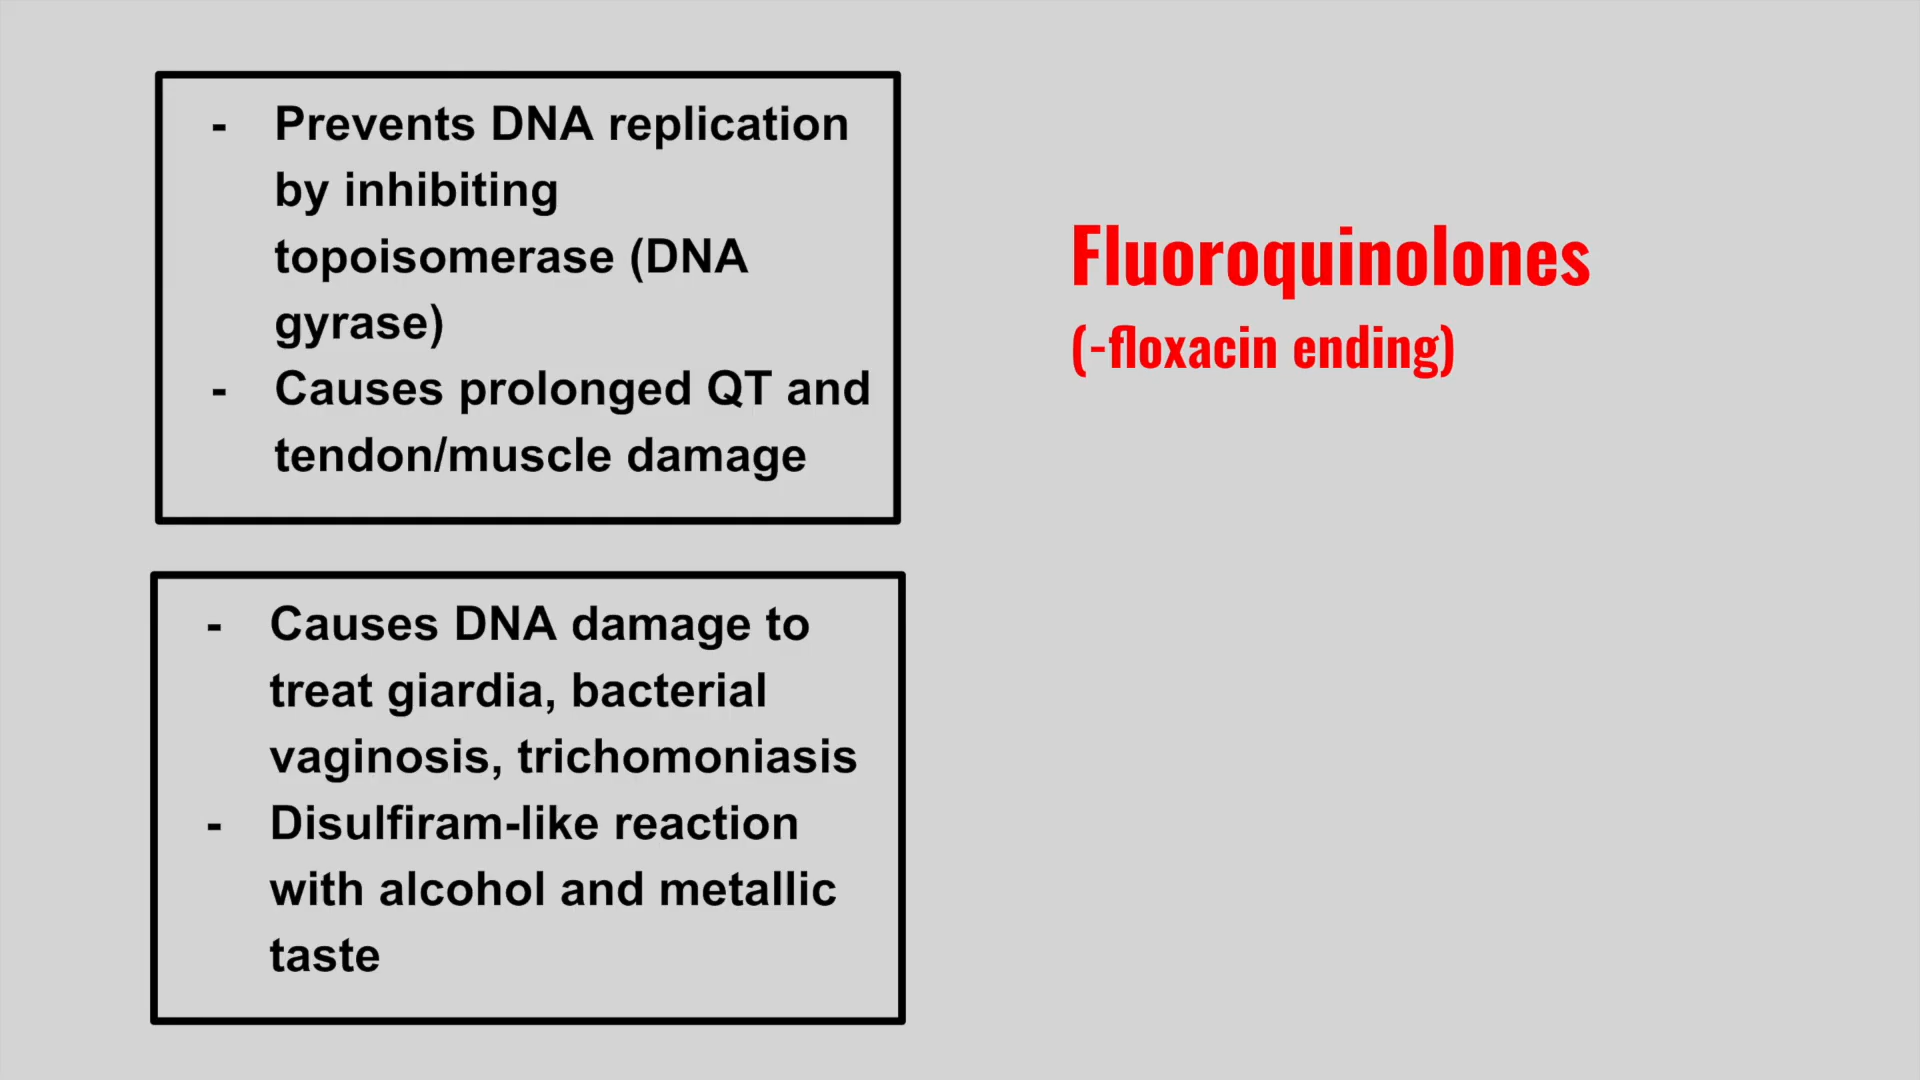 - Prevents DNA replication
by inhibiting
topoisomerase (DNA
gyrase)
- Causes prolonged QT and
tendon/muscle damage
Fluoroquinolones
(-floxacin ending)
- Causes DNA damage to
treat giardia, bacterial
vaginosis, trichomoniasis
- Disulfiram-like reaction
with alcohol and metallic
taste